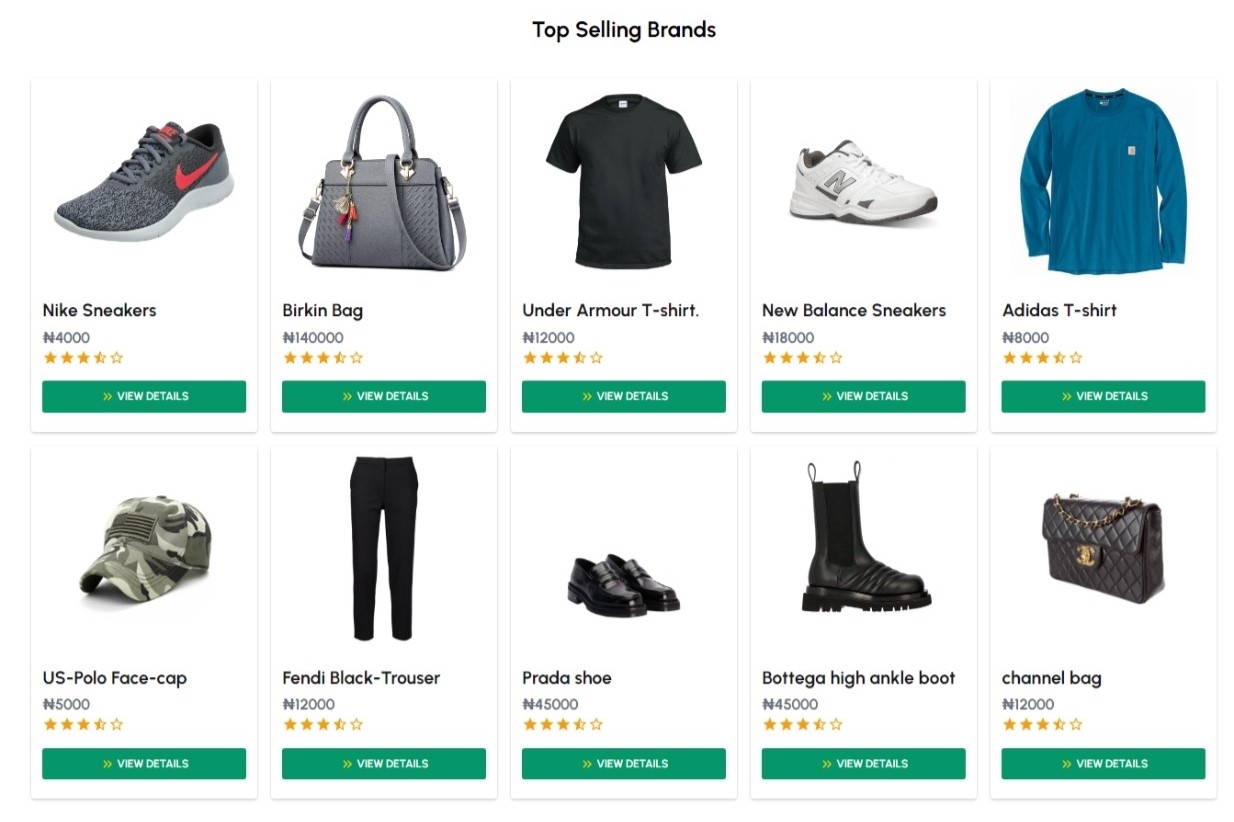 Top Selling Brands
Nike Sneakers
₦4000
VIEW DETAILS
Birkin Bag
₦140000
VIEW DETAILS
Under Armour T-shirt.
₦12000
VIEW DETAILS
New Balance Sneakers
₦18000
VIEW DETAILS
Adidas T-shirt
₦8000
VIEW DETAILS
US-Polo Face-cap
₦5000
VIEW DETAILS
Fendi Black-Trouser
₦12000
VIEW DETAILS
Prada shoe
₦45000
VIEW DETAILS
Bottega high ankle boot
₦45000
VIEW DETAILS
channel bag
₦12000
VIEW DETAILS